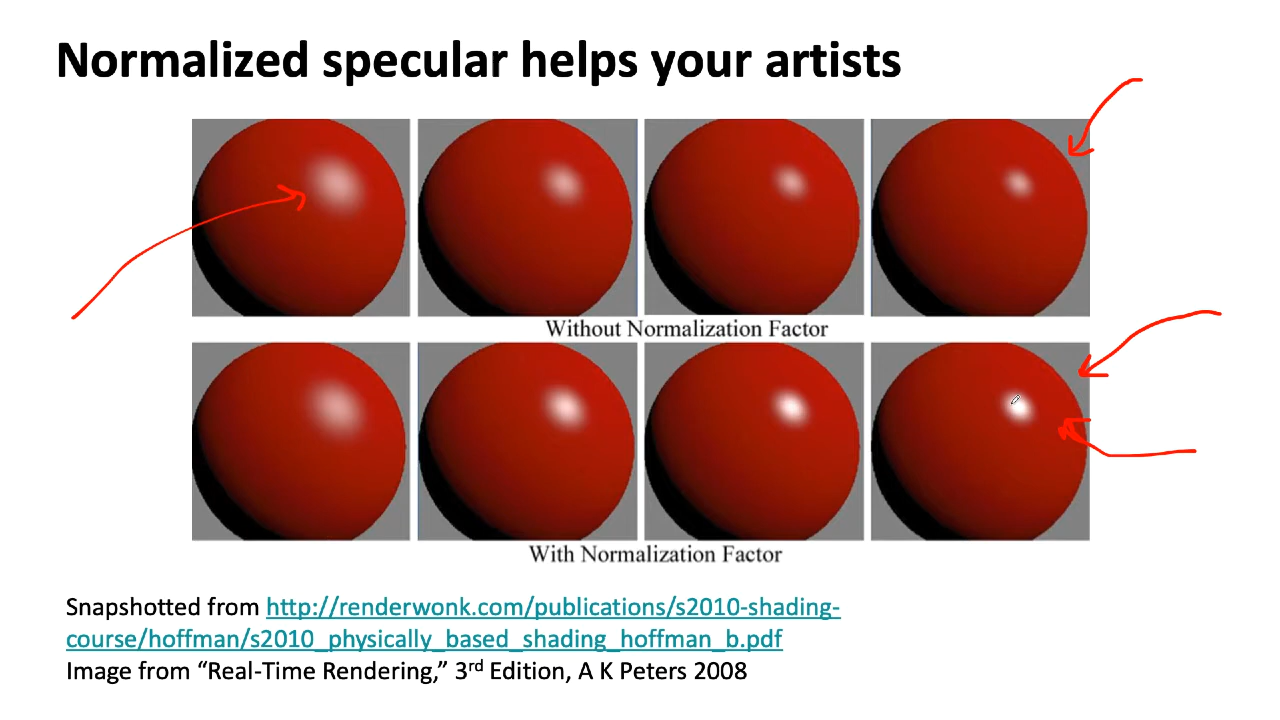 Normalized specular helps your artists
Without Normalization Factor
With Normalization Factor
Snapshotted from http://renderwonk.com/publications/s2010-shading-
course/hoffman/s2010_physically_based_shading_hoffman_b.pdf
Image from “Real-Time Rendering,” 3rd Edition, A K Peters 2008